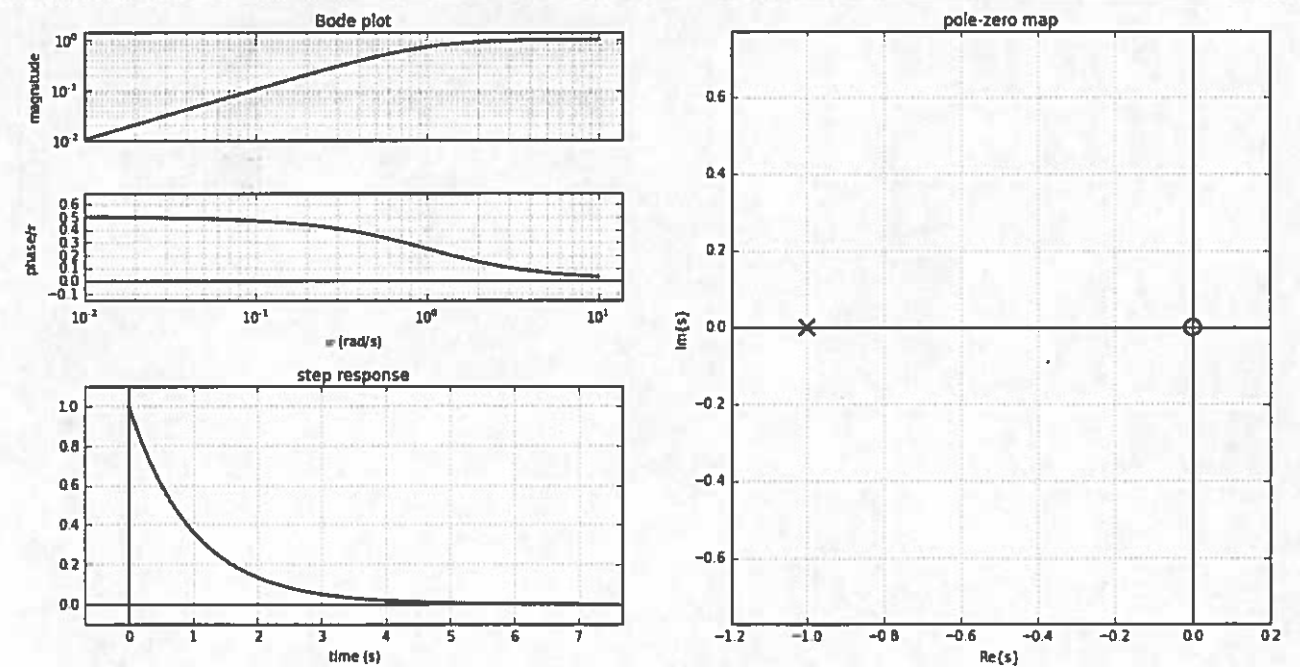 Bode plot
magnitude
10⁰
10⁻¹
10⁻²
phase/π
0.6
0.5
0.4
0.3
0.2
0.1
0.0
−0.1
10⁻² 10⁻¹ 10⁰ 10¹
(rad/s)
step response
1.0
0.8
0.6
0.4
0.2
0.0
0 1 2 3 4 5 6 7
time (s)
pole-zero map
Im{s}
0.6
0.4
0.2
0.0
−0.2
−0.4
−0.6
−1.2 −1.0 −0.8 −0.6 −0.4 −0.2 0.0 0.2
Re{s}